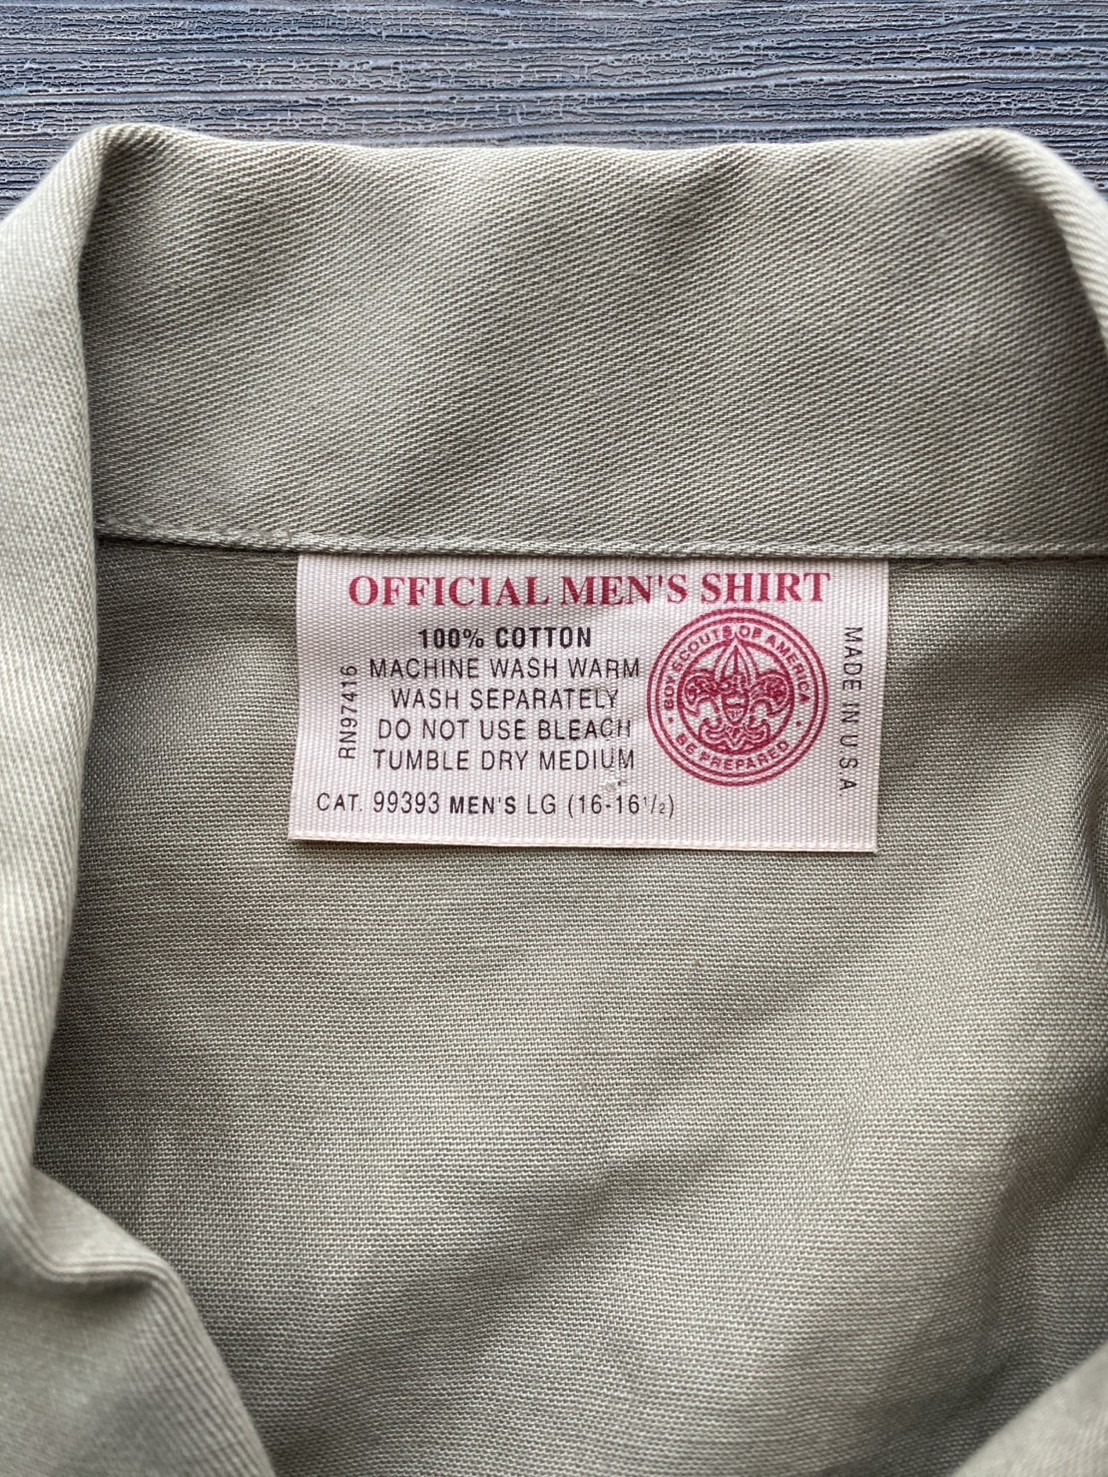 OFFICIAL MEN'S SHIRT
100% COTTON
MACHINE WASH WARM
WASH SEPARATELY
DO NOT USE BLEACH
TUMBLE DRY MEDIUM
CAT. 99393 MEN'S LG (16-16½)
RN97416
BOY SCOUTS OF AMERICA
BE PREPARED
MADE IN USA